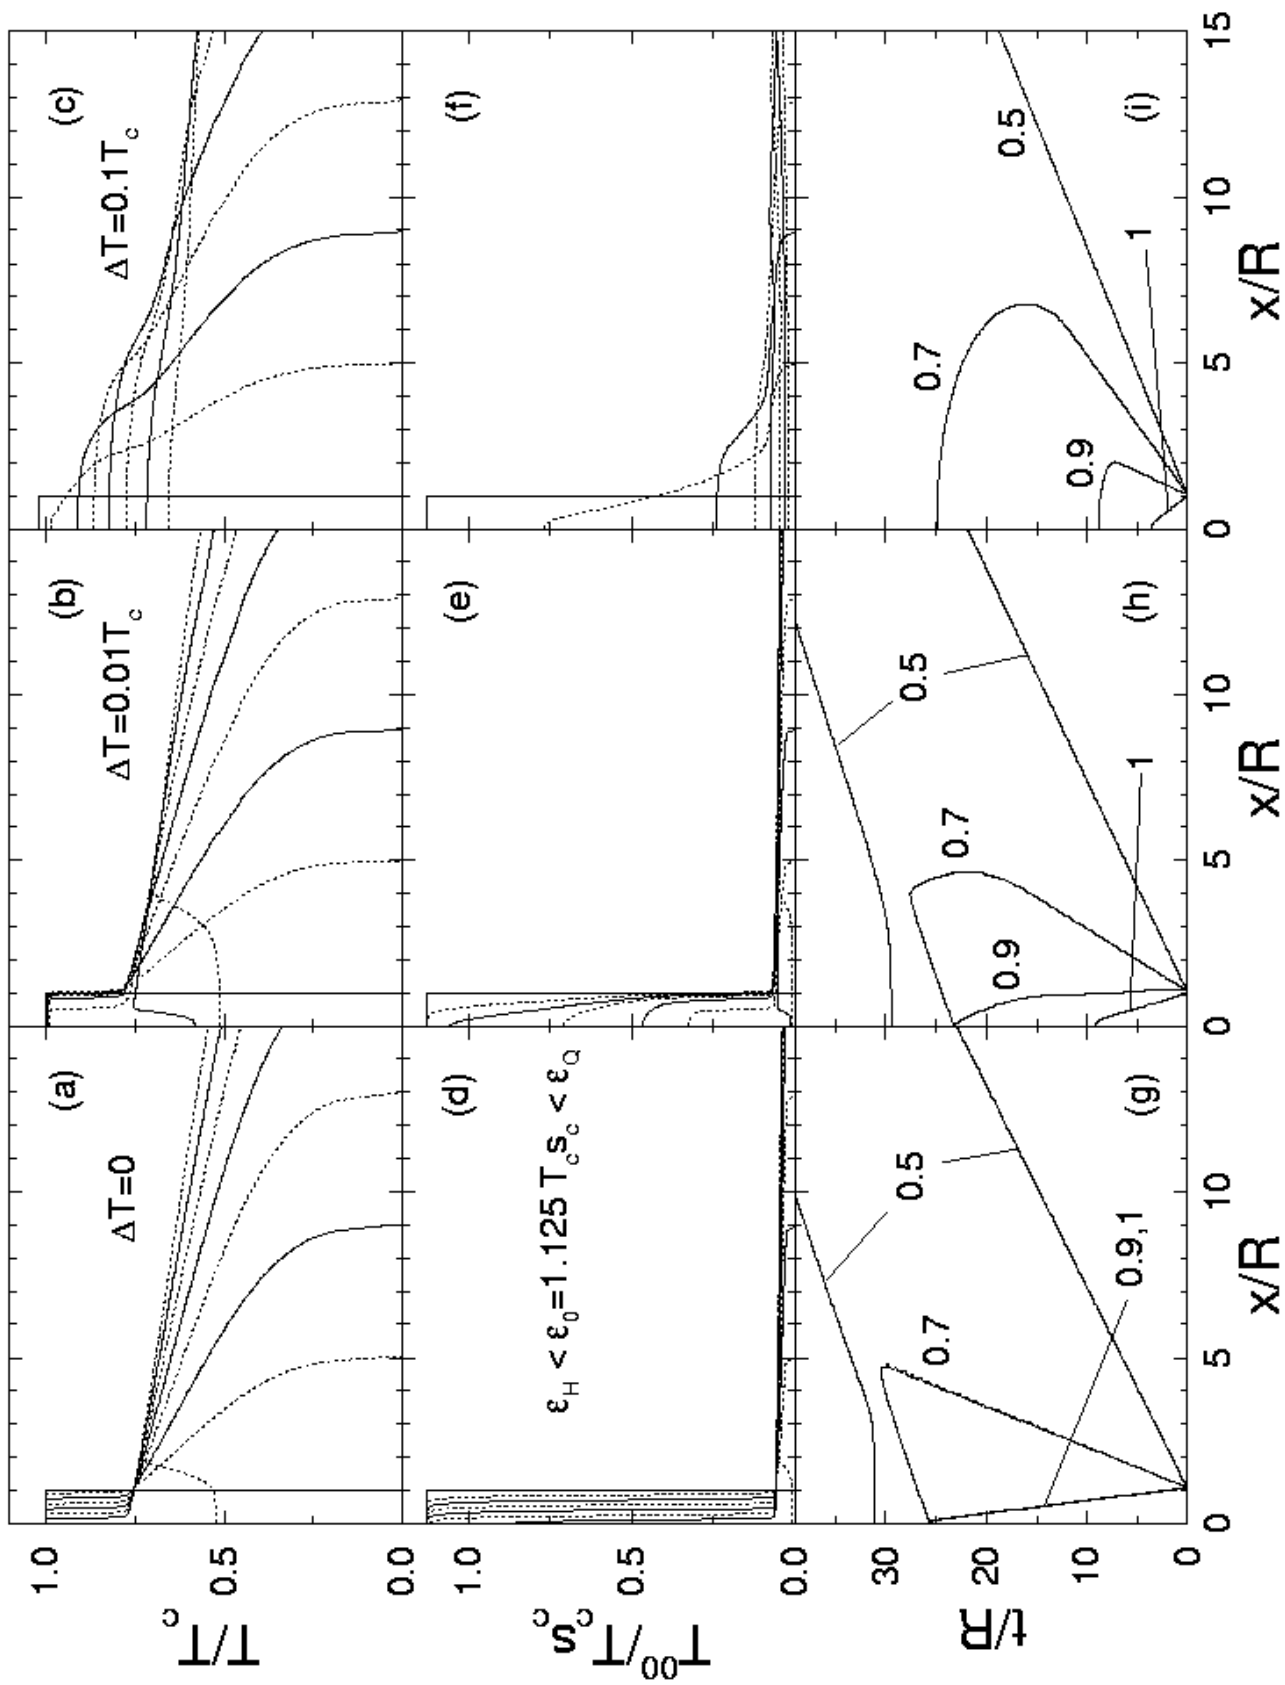 (a)
ΔT=0
(b)
ΔT=0.01T_c
(c)
ΔT=0.1T_c
1.0
0.5
0.0
T/T_c
(d)
ε_H < ε_0=1.125 T_c s_c < ε_Q
(e)
(f)
1.0
0.5
0.0
T^00/T_c s_c
(g)
0.5
0.7
0.9,1
(h)
0.5
0.7
0.9
1
(i)
0.5
0.7
0.9
1
30
20
10
0
t/R
0 5 10
0 5 10
0 5 10 15
x/R
x/R
x/R